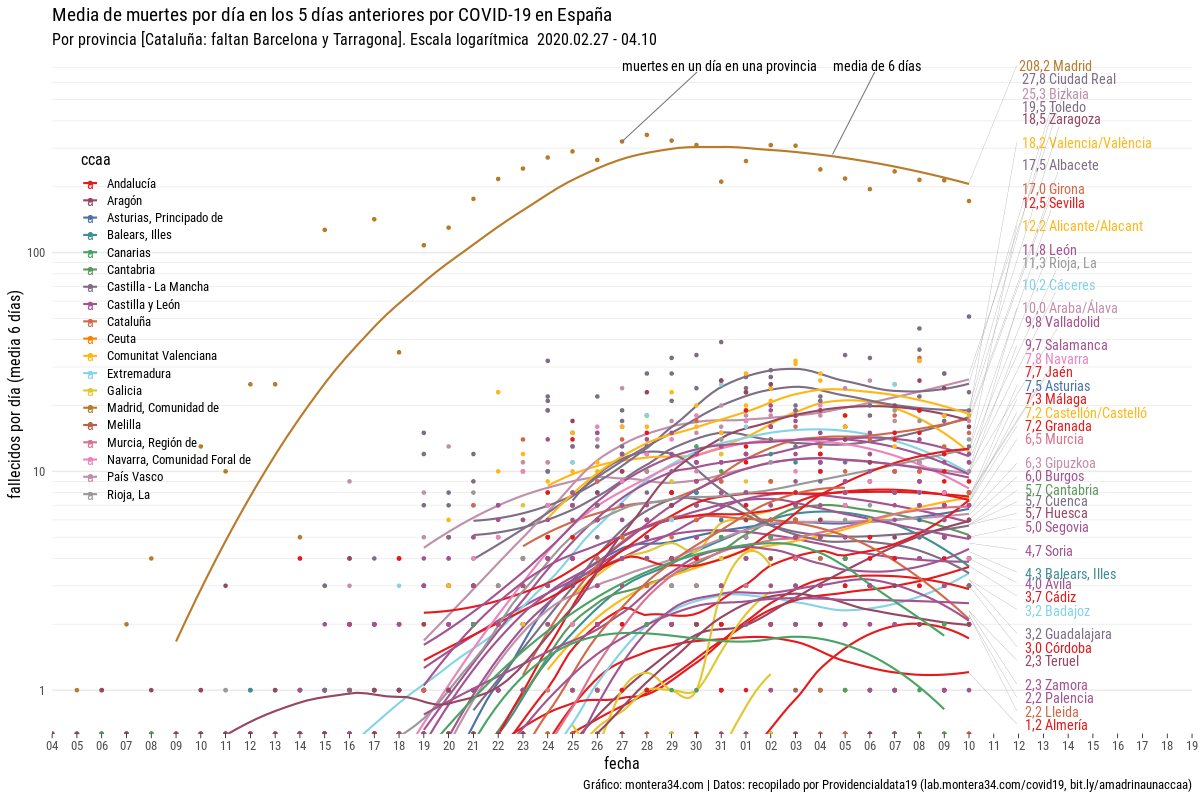 Media de muertes por día en los 5 días anteriores por COVID-19 en España
Por provincia [Cataluña: faltan Barcelona y Tarragona]. Escala logarítmica 2020.02.27 - 04.10
muertes en un día en una provincia
media de 6 días
ccaa
Andalucía
Aragón
Asturias, Principado de
Balears, Illes
Canarias
Cantabria
Castilla - La Mancha
Castilla y León
Cataluña
Ceuta
Comunitat Valenciana
Extremadura
Galicia
Madrid, Comunidad de
Melilla
Murcia, Región de
Navarra, Comunidad Foral de
País Vasco
Rioja, La
fallecidos por día (media 6 días)
100
10
1
208,2 Madrid
27,8 Ciudad Real
25,3 Bizkaia
19,5 Toledo
18,5 Zaragoza
18,2 Valencia/València
17,5 Albacete
17,0 Girona
12,5 Sevilla
12,2 Alicante/Alacant
11,8 León
11,3 Rioja, La
10,2 Cáceres
10,0 Araba/Álava
9,8 Valladolid
9,7 Salamanca
7,8 Navarra
7,7 Jaén
7,5 Asturias
7,3 Málaga
7,2 Castellón/Castelló
7,2 Granada
6,5 Murcia
6,3 Gipuzkoa
6,0 Burgos
5,7 Cantabria
5,7 Cuenca
5,7 Huesca
5,0 Segovia
4,7 Soria
4,3 Balears, Illes
4,0 Ávila
3,7 Cádiz
3,2 Badajoz
3,2 Guadalajara
3,0 Córdoba
2,3 Teruel
2,3 Zamora
2,2 Palencia
2,2 Lleida
1,2 Almería
04 05 06 07 08 09 10 11 12 13 14 15 16 17 18 19 20 21 22 23 24 25 26 27 28 29 30 31 01 02 03 04 05 06 07 08 09 10 11 12 13 14 15 16 17 18 19
fecha
Gráfico: montera34.com | Datos: recopilado por Providencialdata19 (lab.montera34.com/covid19, bit.ly/amadrinaunaccaa)